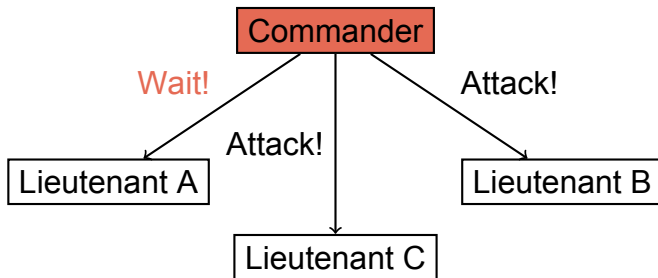 Commander
Wait!
Attack!
Attack!
Lieutenant A
Lieutenant B
Lieutenant C